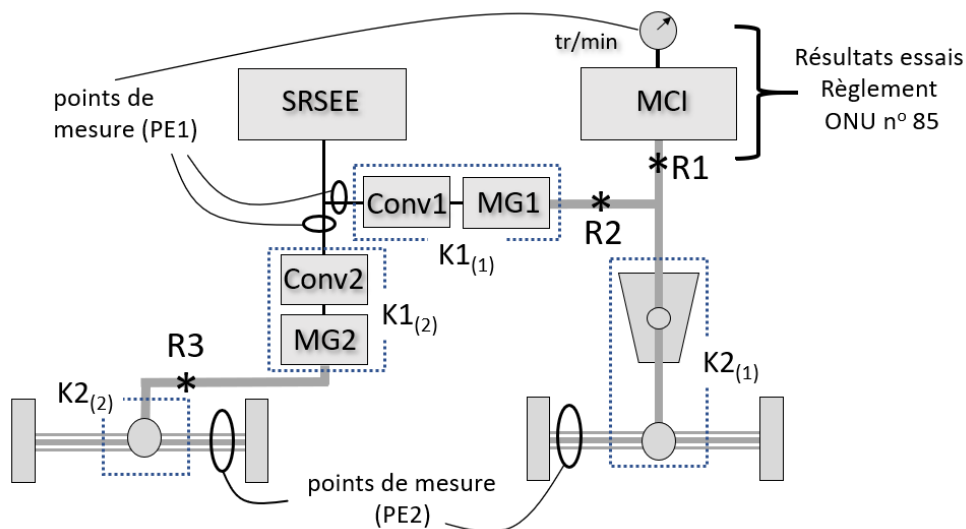 tr/min
Résultats essais
Règlement
ONU nº 85
points de
mesure (PE1)
SRSEE
MCI
R1
Conv1
MG1
R2
K1(1)
Conv2
MG2
K1(2)
R3
K2(2)
K2(1)
points de mesure
(PE2)